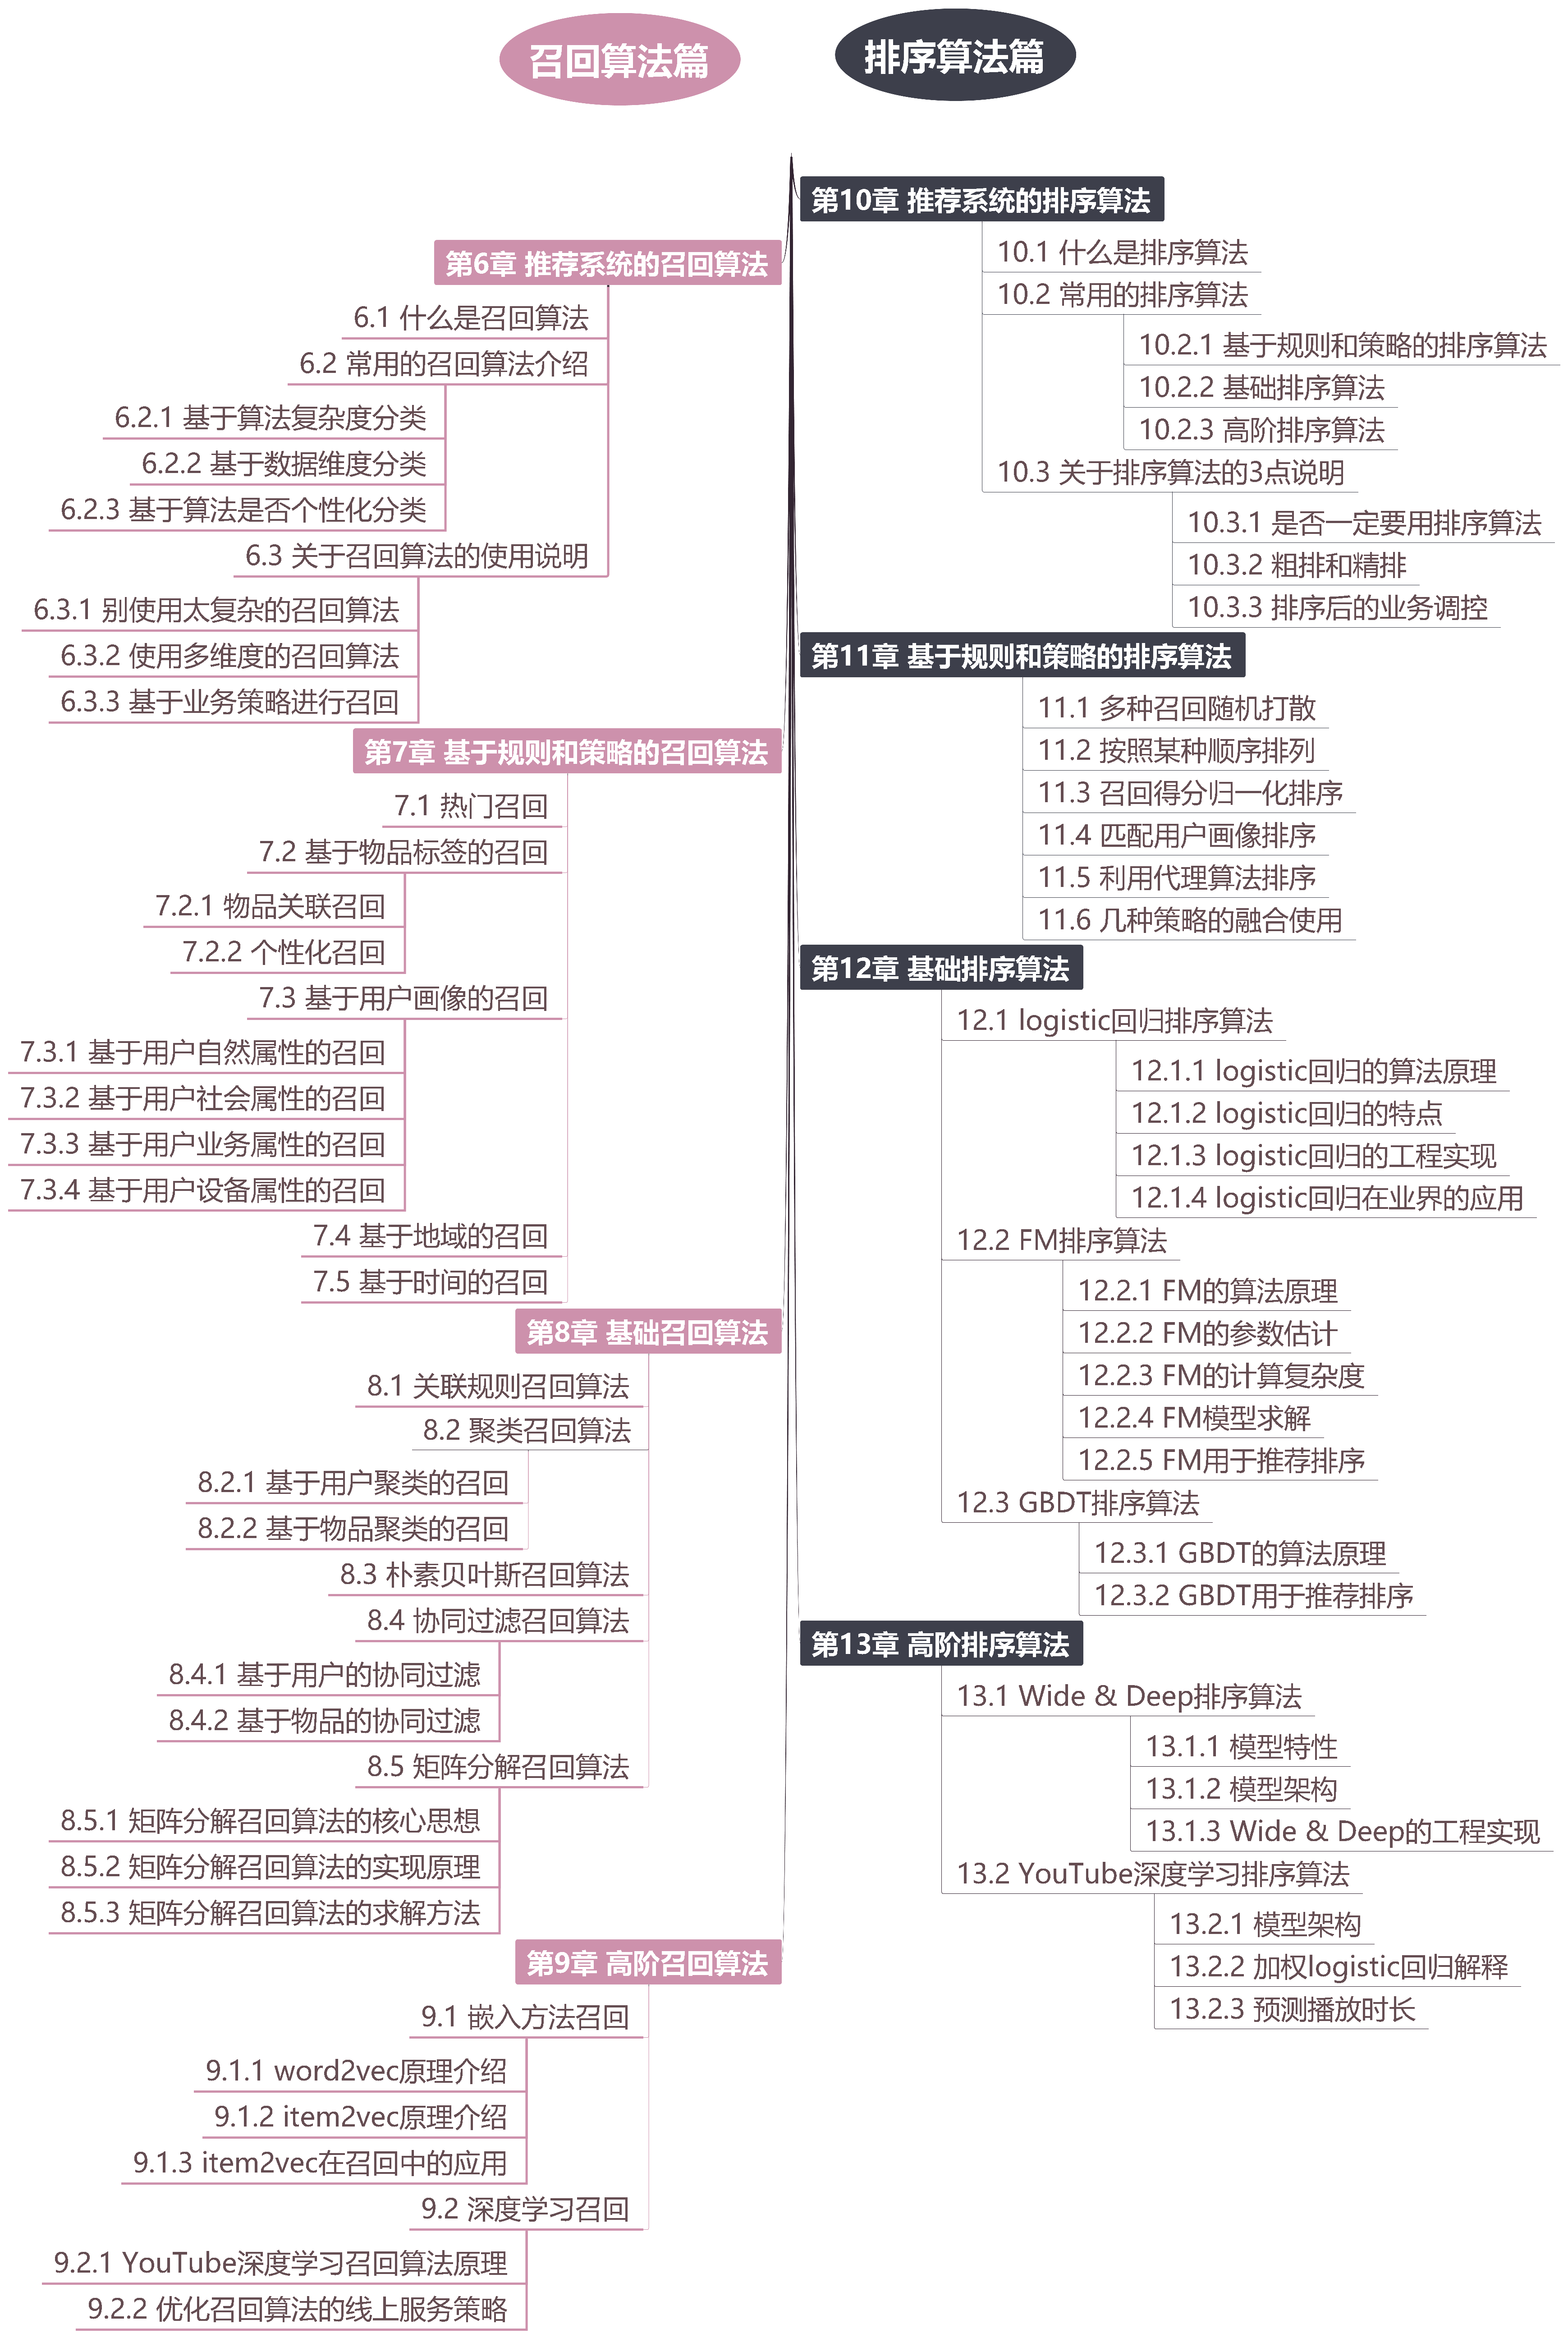 召回算法篇
第6章 推荐系统的召回算法
6.1 什么是召回算法
6.2 常用的召回算法介绍
6.2.1 基于算法复杂度分类
6.2.2 基于数据维度分类
6.2.3 基于算法是否个性化分类
6.3 关于召回算法的使用说明
6.3.1 别使用太复杂的召回算法
6.3.2 使用多维度的召回算法
6.3.3 基于业务策略进行召回
第7章 基于规则和策略的召回算法
7.1 热门召回
7.2 基于物品标签的召回
7.2.1 物品关联召回
7.2.2 个性化召回
7.3 基于用户画像的召回
7.3.1 基于用户自然属性的召回
7.3.2 基于用户社会属性的召回
7.3.3 基于用户业务属性的召回
7.3.4 基于用户设备属性的召回
7.4 基于地域的召回
7.5 基于时间的召回
第8章 基础召回算法
8.1 关联规则召回算法
8.2 聚类召回算法
8.2.1 基于用户聚类的召回
8.2.2 基于物品聚类的召回
8.3 朴素贝叶斯召回算法
8.4 协同过滤召回算法
8.4.1 基于用户的协同过滤
8.4.2 基于物品的协同过滤
8.5 矩阵分解召回算法
8.5.1 矩阵分解召回算法的核心思想
8.5.2 矩阵分解召回算法的实现原理
8.5.3 矩阵分解召回算法的求解方法
第9章 高阶召回算法
9.1 嵌入方法召回
9.1.1 word2vec原理介绍
9.1.2 item2vec原理介绍
9.1.3 item2vec在召回中的应用
9.2 深度学习召回
9.2.1 YouTube深度学习召回算法原理
9.2.2 优化召回算法的线上服务策略
排序算法篇
第10章 推荐系统的排序算法
10.1 什么是排序算法
10.2 常用的排序算法
10.2.1 基于规则和策略的排序算法
10.2.2 基础排序算法
10.2.3 高阶排序算法
10.3 关于排序算法的3点说明
10.3.1 是否一定要用排序算法
10.3.2 粗排和精排
10.3.3 排序后的业务调控
第11章 基于规则和策略的排序算法
11.1 多种召回随机打散
11.2 按照某种顺序排列
11.3 召回得分归一化排序
11.4 匹配用户画像排序
11.5 利用代理算法排序
11.6 几种策略的融合使用
第12章 基础排序算法
12.1 logistic回归排序算法
12.1.1 logistic回归的算法原理
12.1.2 logistic回归的特点
12.1.3 logistic回归的工程实现
12.1.4 logistic回归在业界的应用
12.2 FM排序算法
12.2.1 FM的算法原理
12.2.2 FM的参数估计
12.2.3 FM的计算复杂度
12.2.4 FM模型求解
12.2.5 FM用于推荐排序
12.3 GBDT排序算法
12.3.1 GBDT的算法原理
12.3.2 GBDT用于推荐排序
第13章 高阶排序算法
13.1 Wide & Deep排序算法
13.1.1 模型特性
13.1.2 模型架构
13.1.3 Wide & Deep的工程实现
13.2 YouTube深度学习排序算法
13.2.1 模型架构
13.2.2 加权logistic回归解释
13.2.3 预测播放时长